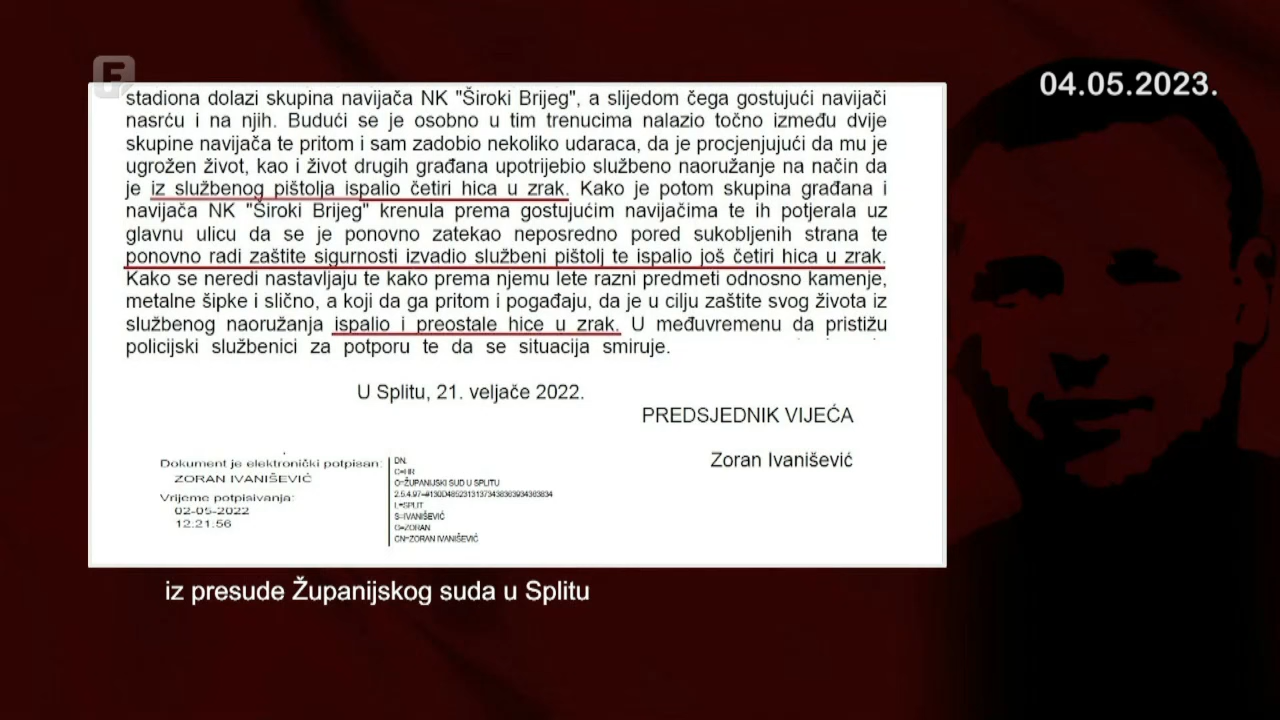 F
04.05.2023.
stadiona dolazi skupina navijača NK "Široki Brijeg", a slijedom čega gostujući navijači
nasrću i na njih. Budući se je osobno u tim trenucima nalazio točno između dvije
skupine navijača te pritom i sam zadobio nekoliko udaraca, da je procjenjujući da mu je
ugrožen život, kao i život drugih građana upotrijebio službeno naoružanje na način da
je iz službenog pištolja ispalio četiri hica u zrak. Kako je potom skupina građana i
navijača NK "Široki Brijeg" krenula prema gostujućim navijačima te ih potjerala uz
glavnu ulicu da se je ponovno zatekao neposredno pored sukobljenih strana te
ponovno radi zaštite sigurnosti izvadio službeni pištolj te ispalio još četiri hica u zrak.
Kako se neredi nastavljaju te kako prema njemu lete razni predmeti odnosno kamenje,
metalne šipke i slično, a koji da ga pritom i pogađaju, da je u cilju zaštite svog života iz
službenog naoružanja ispalio i preostale hice u zrak. U međuvremenu da pristižu
policijski službenici za potporu te da se situacija smiruje.
U Splitu, 21. veljače 2022.
PREDSJEDNIK VIJEĆA
Zoran Ivanišević
Dokument je elektronički potpisan:
ZORAN IVANIŠEVIĆ
Vrijeme potpisivanja:
02-05-2022
12:21:56
DN:
C=HR
O=ŽUPANIJSKI SUD U SPLITU
L=SPLIT
S=IVANIŠEVIĆ
G=ZORAN
CN=ZORAN IVANIŠEVIĆ
iz presude Županijskog suda u Splitu